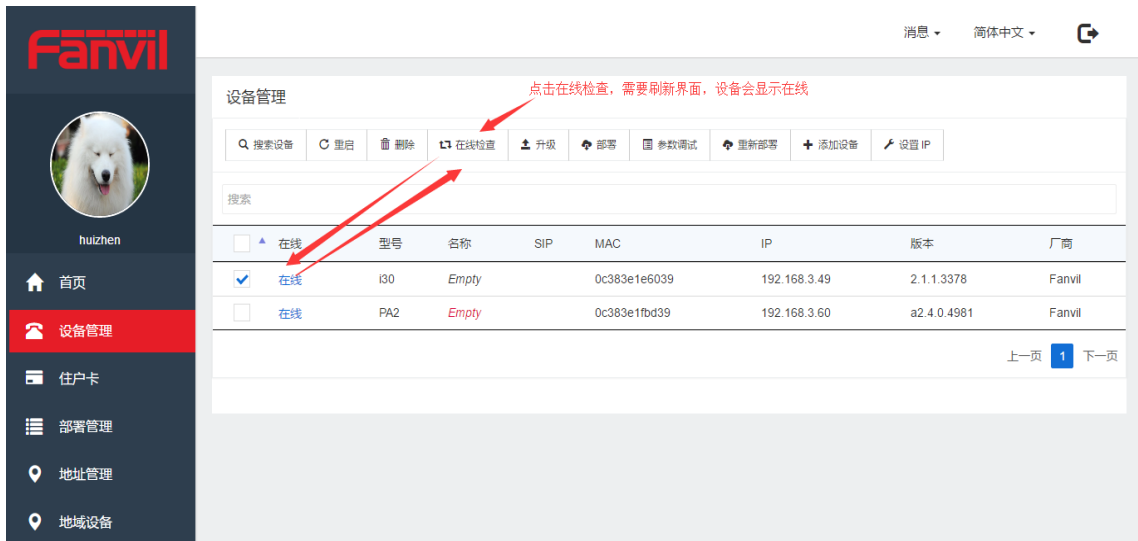 Fanvil
消息 简体中文
设备管理
点击在线检查，需要刷新界面，设备会显示在线
搜索设备 重启 删除 在线检查 升级 部署 参数调试 重新部署 添加设备 设置 IP
搜索
huizhen
在线 型号 名称 SIP MAC IP 版本 厂商
在线 i30 Empty 0c383e1e6039 192.168.3.49 2.1.1.3378 Fanvil
在线 PA2 Empty 0c383e1fbd39 192.168.3.60 a2.4.0.4981 Fanvil
上一页 1 下一页
首页
设备管理
住户卡
部署管理
地址管理
地域设备